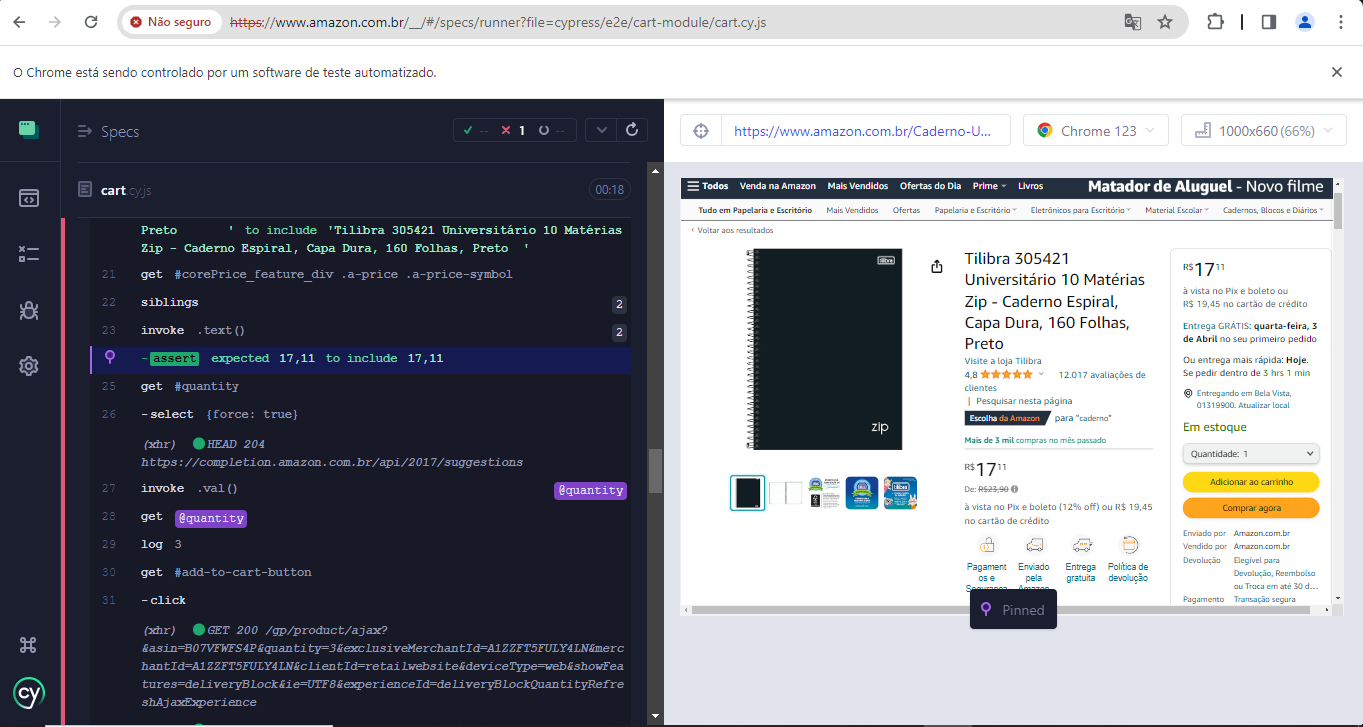 Não seguro
https://www.amazon.com.br/__/#/specs/runner?file=cypress/e2e/cart-module/cart.cy.js
O Chrome está sendo controlado por um software de teste automatizado.
Specs
-- 1 --
cart.cy.js 00:18
Preto ' to include 'Tilibra 305421 Universitário 10 Matérias
Zip - Caderno Espiral, Capa Dura, 160 Folhas, Preto '
21 get #corePrice_feature_div .a-price .a-price-symbol
22 siblings 2
23 invoke .text() 2
-assert expected 17,11 to include 17,11
25 get #quantity
26 -select {force: true}
(xhr) HEAD 204
https://completion.amazon.com.br/api/2017/suggestions
27 invoke .val() @quantity
28 get @quantity
29 log 3
30 get #add-to-cart-button
31 -click
(xhr) GET 200 /gp/product/ajax?
&asin=B07VFWFS4P&quantity=3&exclusiveMerchantId=A1ZZFT5FULY4LN&merc
hantId=A1ZZFT5FULY4LN&clientId=retailwebsite&deviceType=web&showFea
tures=deliveryBlock&ie=UTF8&experienceId=deliveryBlockQuantityRefre
shAjaxExperience
cy
https://www.amazon.com.br/Caderno-U...
Chrome 123
1000x660 (66%)
Todos Venda na Amazon Mais Vendidos Ofertas do Dia Prime Livros Matador de Aluguel - Novo filme
Tudo em Papelaria e Escritório Mais Vendidos Ofertas Papelaria e Escritório Eletrônicos para Escritório Material Escolar Cadernos, Blocos e Diários
‹ Voltar aos resultados
tilibra
zip
Tilibra 305421
Universitário 10 Matérias
Zip - Caderno Espiral,
Capa Dura, 160 Folhas,
Preto
Visite a loja Tilibra
4,8 12.017 avaliações de
clientes
| Pesquisar nesta página
Escolha da Amazon para "caderno"
Mais de 3 mil compras no mês passado
R$17 11
De: R$23,90
à vista no Pix e boleto (12% off) ou R$ 19,45
no cartão de crédito
Pagament
os e
Segurança
Enviado
pela
Amazon
Entrega
gratuita
Política de
devolução
R$17 11
à vista no Pix e boleto ou
R$ 19,45 no cartão de crédito
Entrega GRÁTIS: quarta-feira, 3
de Abril no seu primeiro pedido
Ou entrega mais rápida: Hoje.
Se pedir dentro de 3 hrs 1 min
Entregando em Bela Vista,
01319900. Atualizar local
Em estoque
Quantidade: 1
Adicionar ao carrinho
Comprar agora
Enviado por Amazon.com.br
Vendido por Amazon.com.br
Devolução Elegível para
Devolução, Reembolso
ou Troca em até 30 d...
Pagamento Transação segura
Pinned